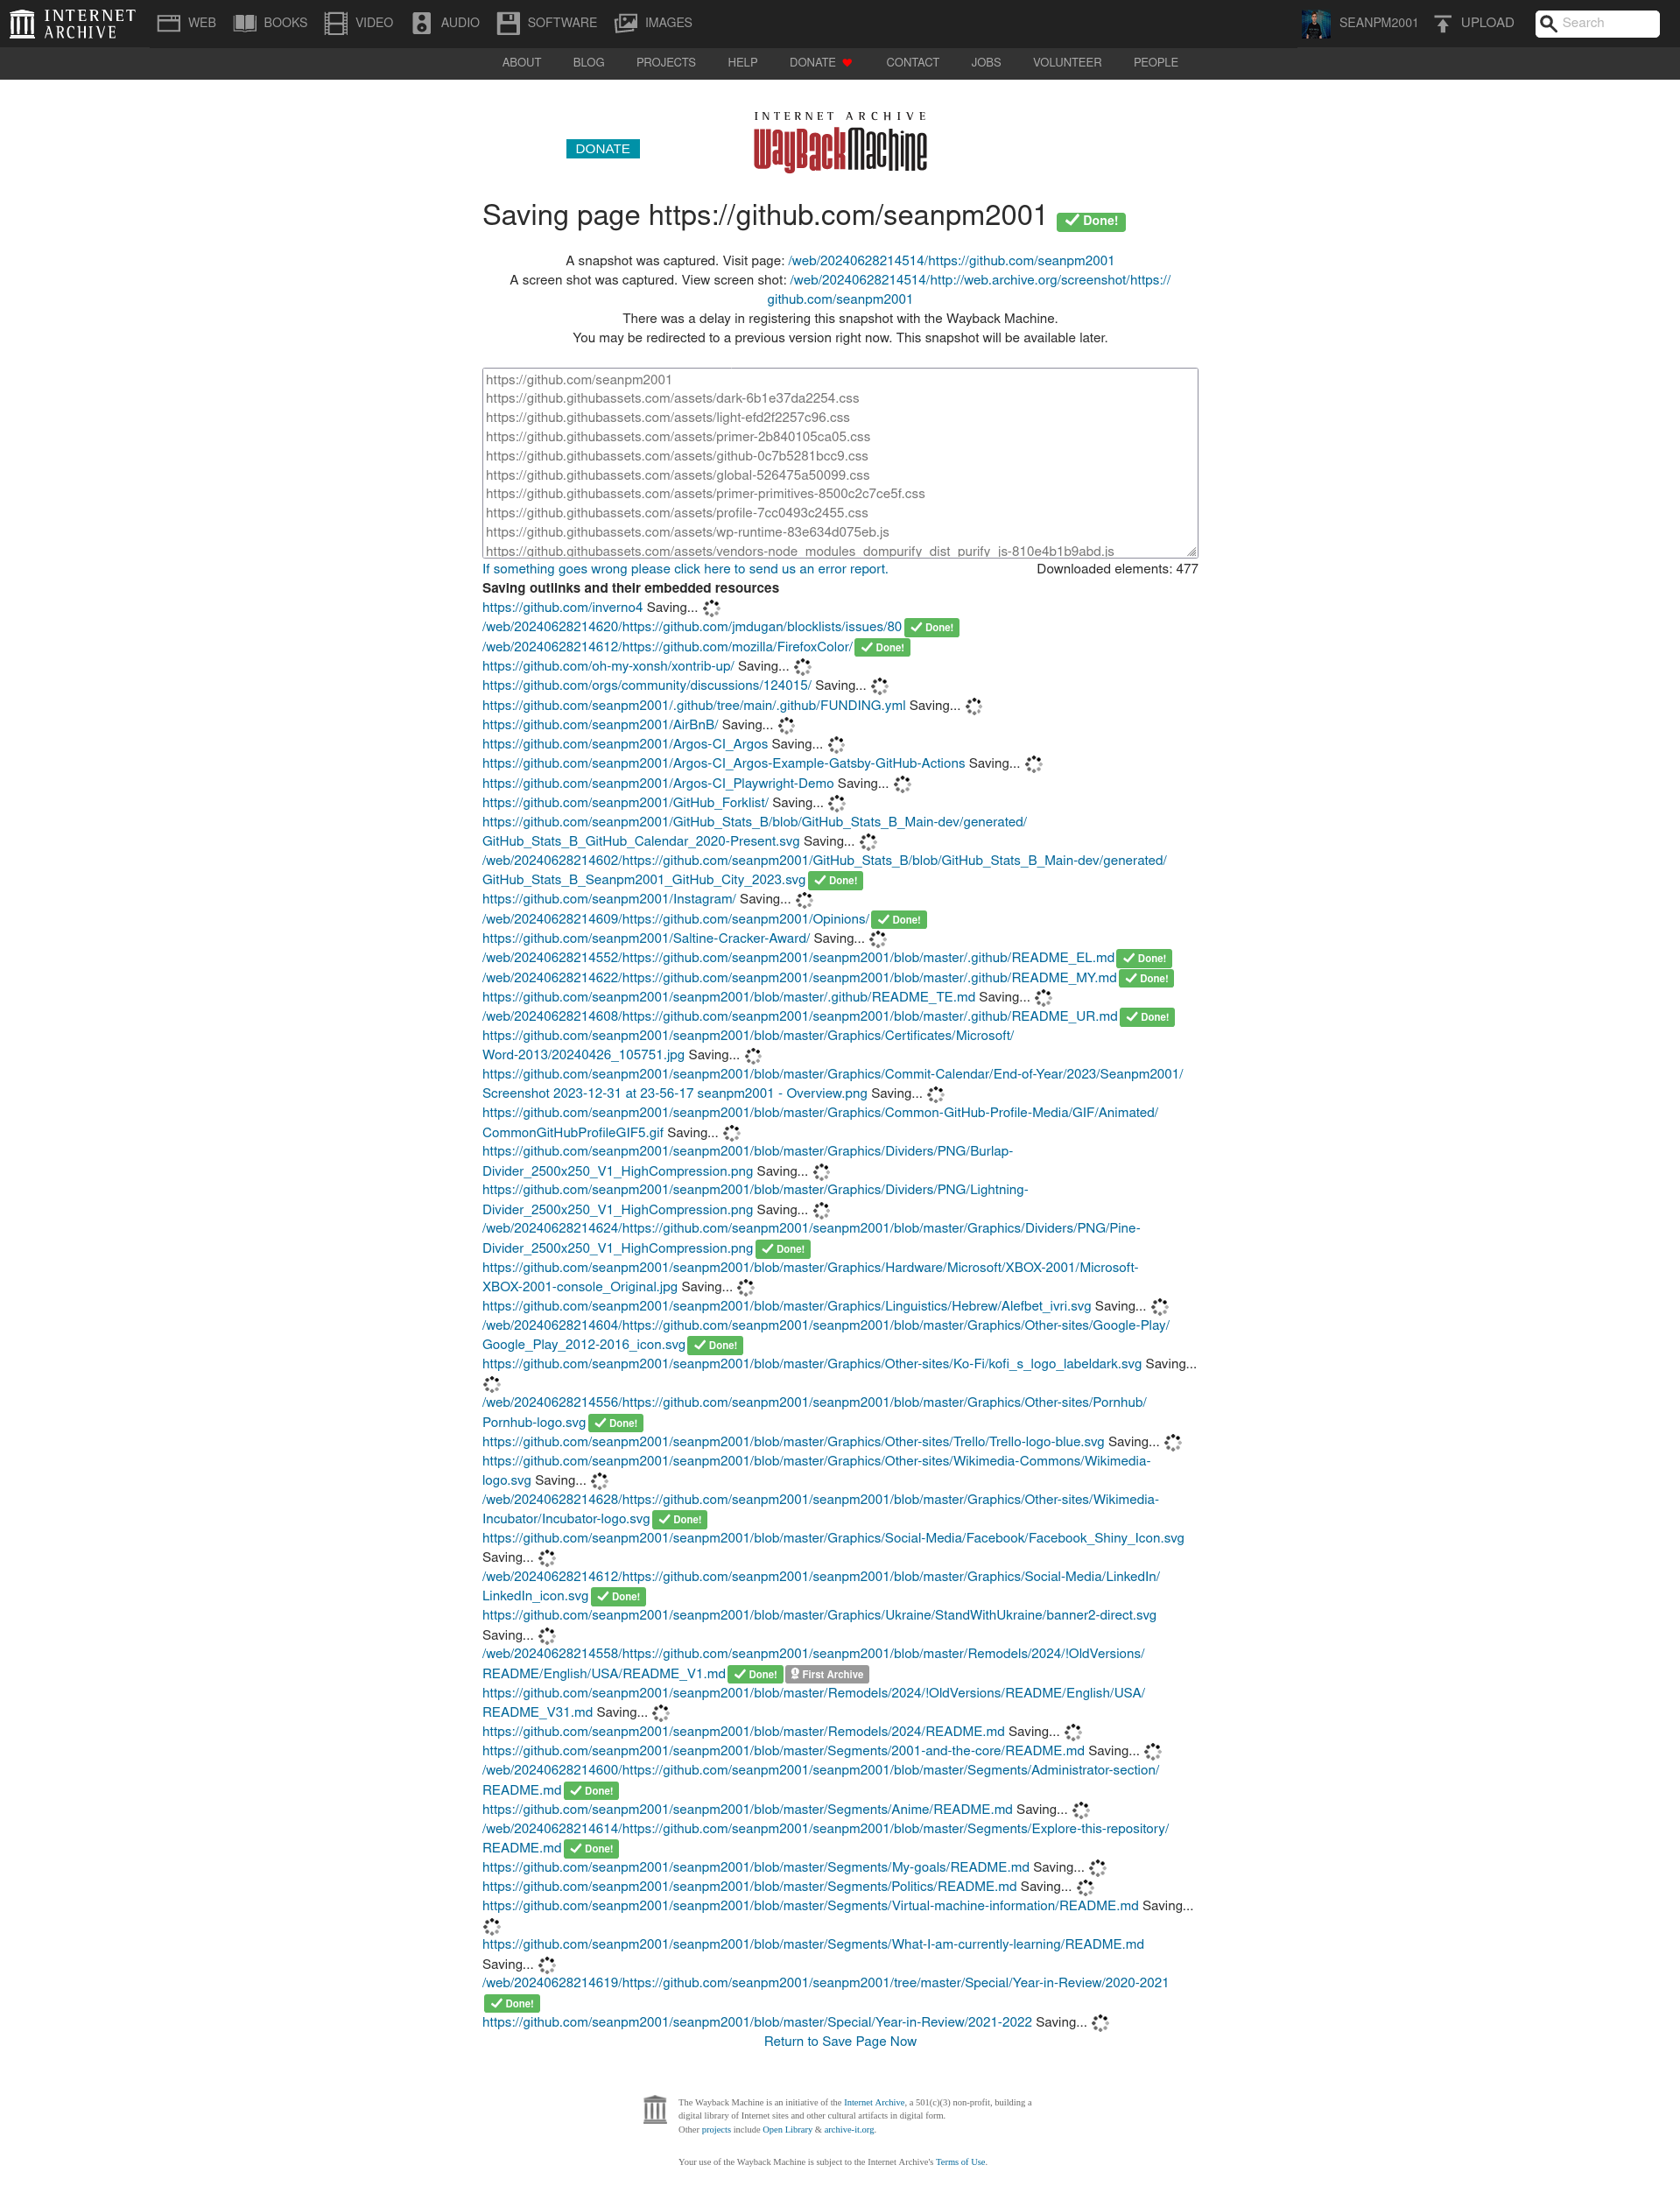 INTERNET ARCHIVE
WEB BOOKS VIDEO AUDIO SOFTWARE IMAGES SEANPM2001 UPLOAD Search
ABOUT BLOG PROJECTS HELP DONATE CONTACT JOBS VOLUNTEER PEOPLE
INTERNET ARCHIVE
DONATE WayBackMachine
Saving page https://github.com/seanpm2001 Done!
A snapshot was captured. Visit page: /web/20240628214514/https://github.com/seanpm2001
A screen shot was captured. View screen shot: /web/20240628214514/http://web.archive.org/screenshot/https://
github.com/seanpm2001
There was a delay in registering this snapshot with the Wayback Machine.
You may be redirected to a previous version right now. This snapshot will be available later.
https://github.com/seanpm2001
https://github.githubassets.com/assets/dark-6b1e37da2254.css
https://github.githubassets.com/assets/light-efd2f2257c96.css
https://github.githubassets.com/assets/primer-2b840105ca05.css
https://github.githubassets.com/assets/github-0c7b5281bcc9.css
https://github.githubassets.com/assets/global-526475a50099.css
https://github.githubassets.com/assets/primer-primitives-8500c2c7ce5f.css
https://github.githubassets.com/assets/profile-7cc0493c2455.css
https://github.githubassets.com/assets/wp-runtime-83e634d075eb.js
https://github.githubassets.com/assets/vendors-node_modules_dompurify_dist_purify_js-810e4b1b9abd.js
If something goes wrong please click here to send us an error report. Downloaded elements: 477
Saving outlinks and their embedded resources
https://github.com/inverno4 Saving...
/web/20240628214620/https://github.com/jmdugan/blocklists/issues/80 Done!
/web/20240628214612/https://github.com/mozilla/FirefoxColor/ Done!
https://github.com/oh-my-xonsh/xontrib-up/ Saving...
https://github.com/orgs/community/discussions/124015/ Saving...
https://github.com/seanpm2001/.github/tree/main/.github/FUNDING.yml Saving...
https://github.com/seanpm2001/AirBnB/ Saving...
https://github.com/seanpm2001/Argos-CI_Argos Saving...
https://github.com/seanpm2001/Argos-CI_Argos-Example-Gatsby-GitHub-Actions Saving...
https://github.com/seanpm2001/Argos-CI_Playwright-Demo Saving...
https://github.com/seanpm2001/GitHub_Forklist/ Saving...
https://github.com/seanpm2001/GitHub_Stats_B/blob/GitHub_Stats_B_Main-dev/generated/
GitHub_Stats_B_GitHub_Calendar_2020-Present.svg Saving...
/web/20240628214602/https://github.com/seanpm2001/GitHub_Stats_B/blob/GitHub_Stats_B_Main-dev/generated/
GitHub_Stats_B_Seanpm2001_GitHub_City_2023.svg Done!
https://github.com/seanpm2001/Instagram/ Saving...
/web/20240628214609/https://github.com/seanpm2001/Opinions/ Done!
https://github.com/seanpm2001/Saltine-Cracker-Award/ Saving...
/web/20240628214552/https://github.com/seanpm2001/seanpm2001/blob/master/.github/README_EL.md Done!
/web/20240628214622/https://github.com/seanpm2001/seanpm2001/blob/master/.github/README_MY.md Done!
https://github.com/seanpm2001/seanpm2001/blob/master/.github/README_TE.md Saving...
/web/20240628214608/https://github.com/seanpm2001/seanpm2001/blob/master/.github/README_UR.md Done!
https://github.com/seanpm2001/seanpm2001/blob/master/Graphics/Certificates/Microsoft/
Word-2013/20240426_105751.jpg Saving...
https://github.com/seanpm2001/seanpm2001/blob/master/Graphics/Commit-Calendar/End-of-Year/2023/Seanpm2001/
Screenshot 2023-12-31 at 23-56-17 seanpm2001 - Overview.png Saving...
https://github.com/seanpm2001/seanpm2001/blob/master/Graphics/Common-GitHub-Profile-Media/GIF/Animated/
CommonGitHubProfileGIF5.gif Saving...
https://github.com/seanpm2001/seanpm2001/blob/master/Graphics/Dividers/PNG/Burlap-
Divider_2500x250_V1_HighCompression.png Saving...
https://github.com/seanpm2001/seanpm2001/blob/master/Graphics/Dividers/PNG/Lightning-
Divider_2500x250_V1_HighCompression.png Saving...
/web/20240628214624/https://github.com/seanpm2001/seanpm2001/blob/master/Graphics/Dividers/PNG/Pine-
Divider_2500x250_V1_HighCompression.png Done!
https://github.com/seanpm2001/seanpm2001/blob/master/Graphics/Hardware/Microsoft/XBOX-2001/Microsoft-
XBOX-2001-console_Original.jpg Saving...
https://github.com/seanpm2001/seanpm2001/blob/master/Graphics/Linguistics/Hebrew/Alefbet_ivri.svg Saving...
/web/20240628214604/https://github.com/seanpm2001/seanpm2001/blob/master/Graphics/Other-sites/Google-Play/
Google_Play_2012-2016_icon.svg Done!
https://github.com/seanpm2001/seanpm2001/blob/master/Graphics/Other-sites/Ko-Fi/kofi_s_logo_labeldark.svg Saving...
/web/20240628214556/https://github.com/seanpm2001/seanpm2001/blob/master/Graphics/Other-sites/Pornhub/
Pornhub-logo.svg Done!
https://github.com/seanpm2001/seanpm2001/blob/master/Graphics/Other-sites/Trello/Trello-logo-blue.svg Saving...
https://github.com/seanpm2001/seanpm2001/blob/master/Graphics/Other-sites/Wikimedia-Commons/Wikimedia-
logo.svg Saving...
/web/20240628214628/https://github.com/seanpm2001/seanpm2001/blob/master/Graphics/Other-sites/Wikimedia-
Incubator/Incubator-logo.svg Done!
https://github.com/seanpm2001/seanpm2001/blob/master/Graphics/Social-Media/Facebook/Facebook_Shiny_Icon.svg
Saving...
/web/20240628214612/https://github.com/seanpm2001/seanpm2001/blob/master/Graphics/Social-Media/LinkedIn/
LinkedIn_icon.svg Done!
https://github.com/seanpm2001/seanpm2001/blob/master/Graphics/Ukraine/StandWithUkraine/banner2-direct.svg
Saving...
/web/20240628214558/https://github.com/seanpm2001/seanpm2001/blob/master/Remodels/2024/!OldVersions/
README/English/USA/README_V1.md Done! First Archive
https://github.com/seanpm2001/seanpm2001/blob/master/Remodels/2024/!OldVersions/README/English/USA/
README_V31.md Saving...
https://github.com/seanpm2001/seanpm2001/blob/master/Remodels/2024/README.md Saving...
https://github.com/seanpm2001/seanpm2001/blob/master/Segments/2001-and-the-core/README.md Saving...
/web/20240628214600/https://github.com/seanpm2001/seanpm2001/blob/master/Segments/Administrator-section/
README.md Done!
https://github.com/seanpm2001/seanpm2001/blob/master/Segments/Anime/README.md Saving...
/web/20240628214614/https://github.com/seanpm2001/seanpm2001/blob/master/Segments/Explore-this-repository/
README.md Done!
https://github.com/seanpm2001/seanpm2001/blob/master/Segments/My-goals/README.md Saving...
https://github.com/seanpm2001/seanpm2001/blob/master/Segments/Politics/README.md Saving...
https://github.com/seanpm2001/seanpm2001/blob/master/Segments/Virtual-machine-information/README.md Saving...
https://github.com/seanpm2001/seanpm2001/blob/master/Segments/What-I-am-currently-learning/README.md
Saving...
/web/20240628214619/https://github.com/seanpm2001/seanpm2001/tree/master/Special/Year-in-Review/2020-2021
Done!
https://github.com/seanpm2001/seanpm2001/blob/master/Special/Year-in-Review/2021-2022 Saving...
Return to Save Page Now
The Wayback Machine is an initiative of the Internet Archive, a 501(c)(3) non-profit, building a
digital library of Internet sites and other cultural artifacts in digital form.
Other projects include Open Library & archive-it.org.
Your use of the Wayback Machine is subject to the Internet Archive's Terms of Use.